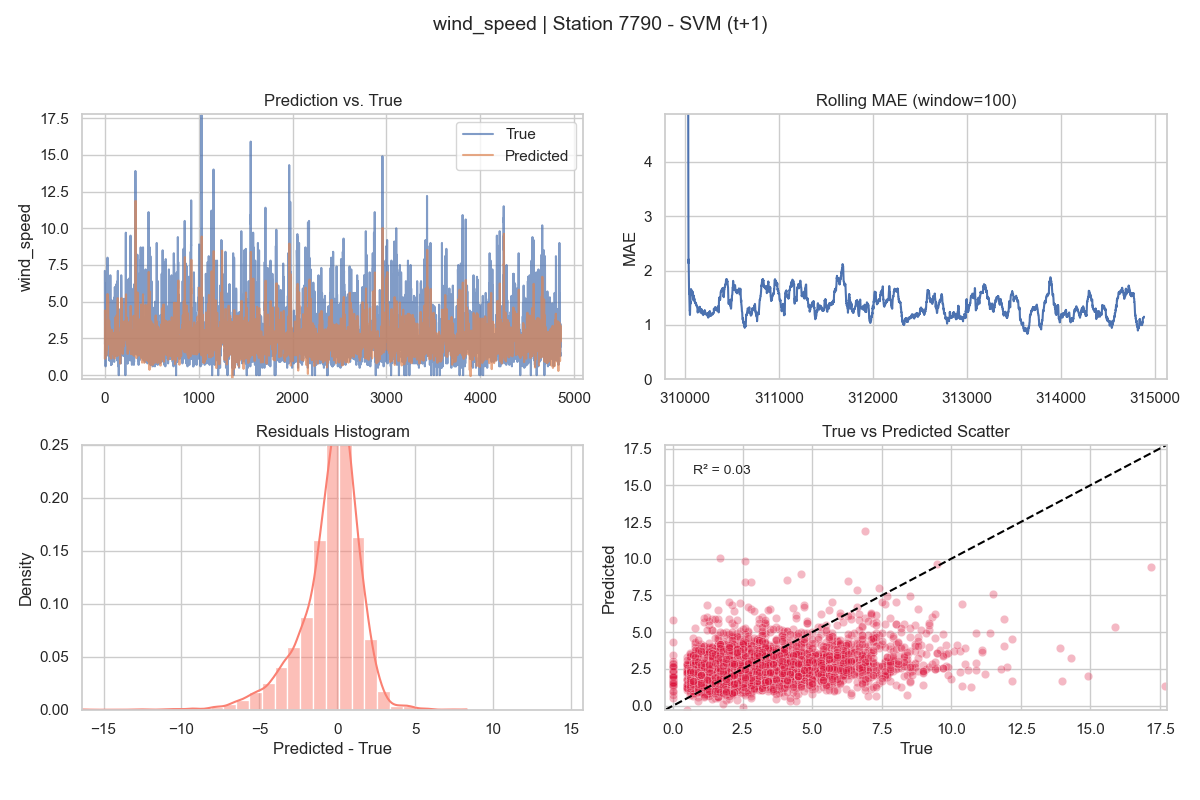 wind_speed | Station 7790 - SVM (t+1)
Prediction vs. True
wind_speed
17.5
15.0
12.5
10.0
7.5
5.0
2.5
0.0
True
Predicted
0 1000 2000 3000 4000 5000
Rolling MAE (window=100)
MAE
4
3
2
1
0
310000 311000 312000 313000 314000 315000
Residuals Histogram
Density
0.25
0.20
0.15
0.10
0.05
0.00
−15 −10 −5 0 5 10 15
Predicted - True
True vs Predicted Scatter
R² = 0.03
Predicted
17.5
15.0
12.5
10.0
7.5
5.0
2.5
0.0
0.0 2.5 5.0 7.5 10.0 12.5 15.0 17.5
True